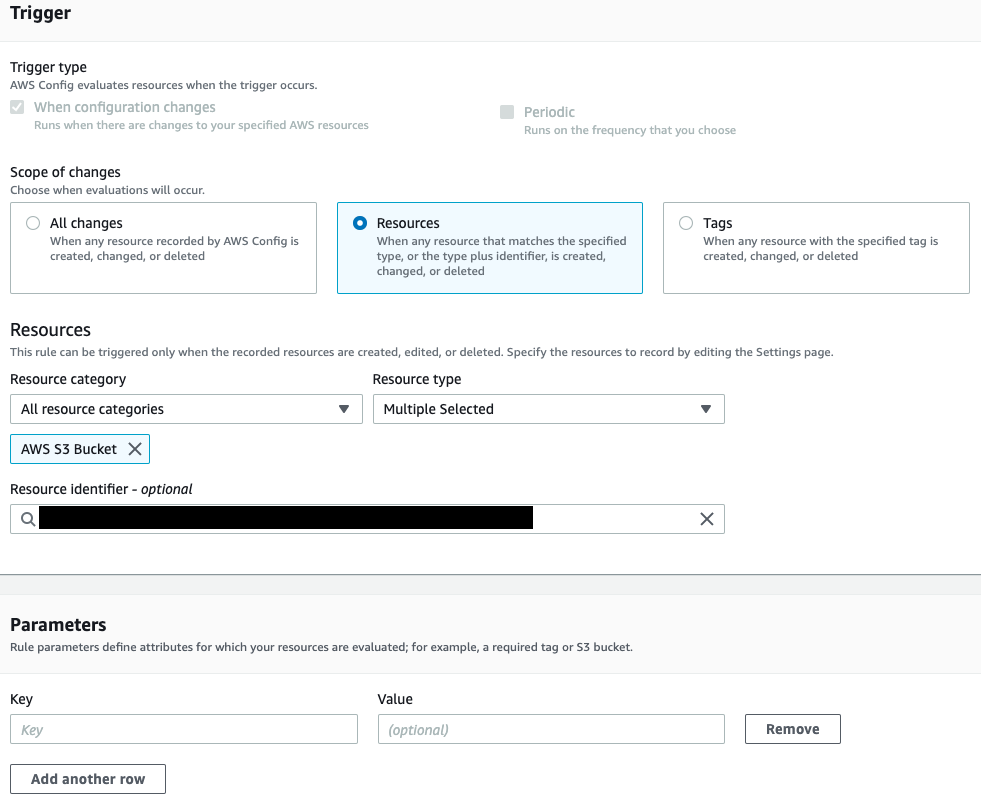 Trigger
Trigger type
AWS Config evaluates resources when the trigger occurs.
When configuration changes
Runs when there are changes to your specified AWS resources
Periodic
Runs on the frequency that you choose
Scope of changes
Choose when evaluations will occur.
All changes
When any resource recorded by AWS Config is
created, changed, or deleted
Resources
When any resource that matches the specified
type, or the type plus identifier, is created,
changed, or deleted
Tags
When any resource with the specified tag is
created, changed, or deleted
Resources
This rule can be triggered only when the recorded resources are created, edited, or deleted. Specify the resources to record by editing the Settings page.
Resource category
Resource type
All resource categories
Multiple Selected
AWS S3 Bucket
Resource identifier - optional
Parameters
Rule parameters define attributes for which your resources are evaluated; for example, a required tag or S3 bucket.
Key
Value
Key
(optional)
Remove
Add another row